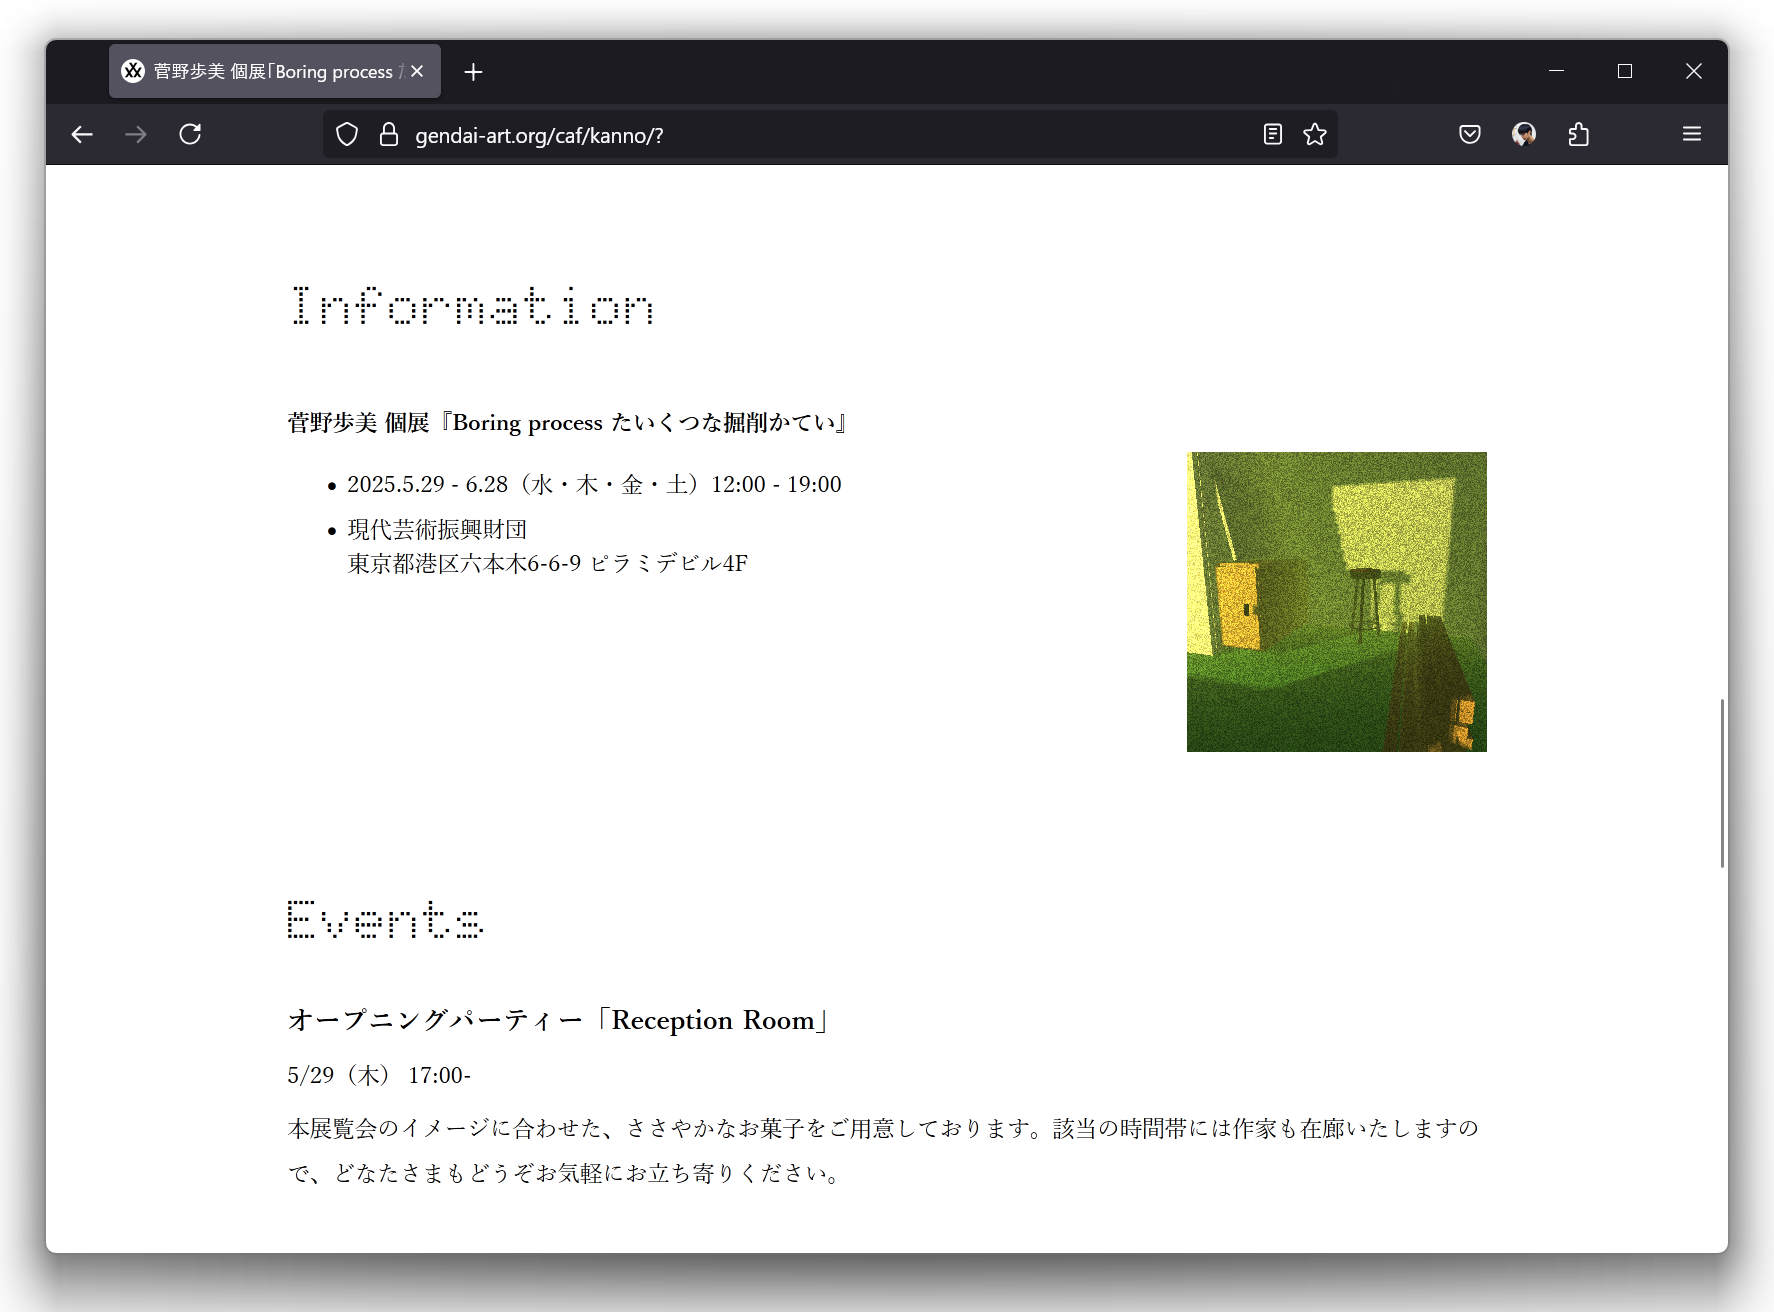 菅野歩美 個展「Boring process
gendai-art.org/caf/kanno/?
Information
菅野歩美 個展『Boring process たいくつな掘削かてい』
2025.5.29 - 6.28（水・木・金・土）12:00 - 19:00
現代芸術振興財団
東京都港区六本木6-6-9 ピラミデビル4F
Events
オープニングパーティー「Reception Room」
5/29（木） 17:00-
本展覧会のイメージに合わせた、ささやかなお菓子をご用意しております。該当の時間帯には作家も在廊いたしますの
で、どなたさまもどうぞお気軽にお立ち寄りください。